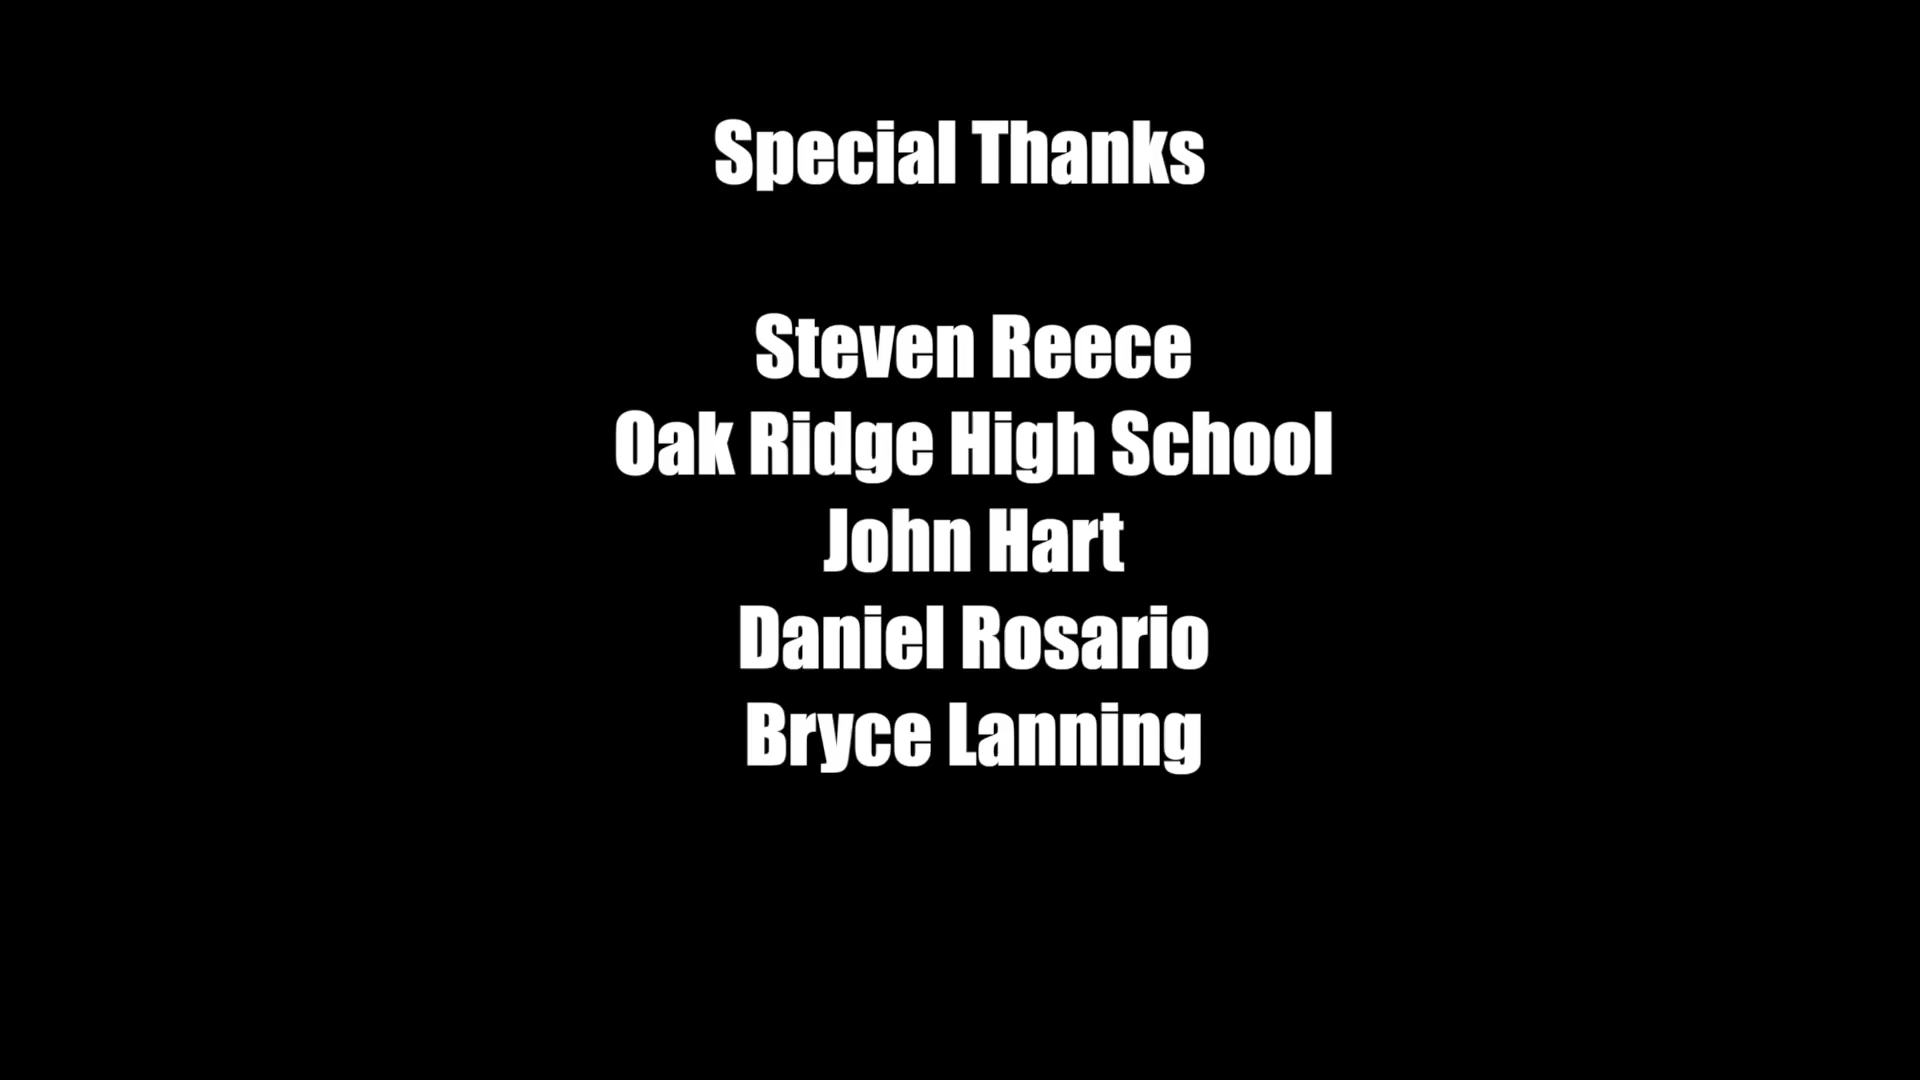 Special Thanks
Steven Reece
Oak Ridge High School
John Hart
Daniel Rosario
Bryce Lanning